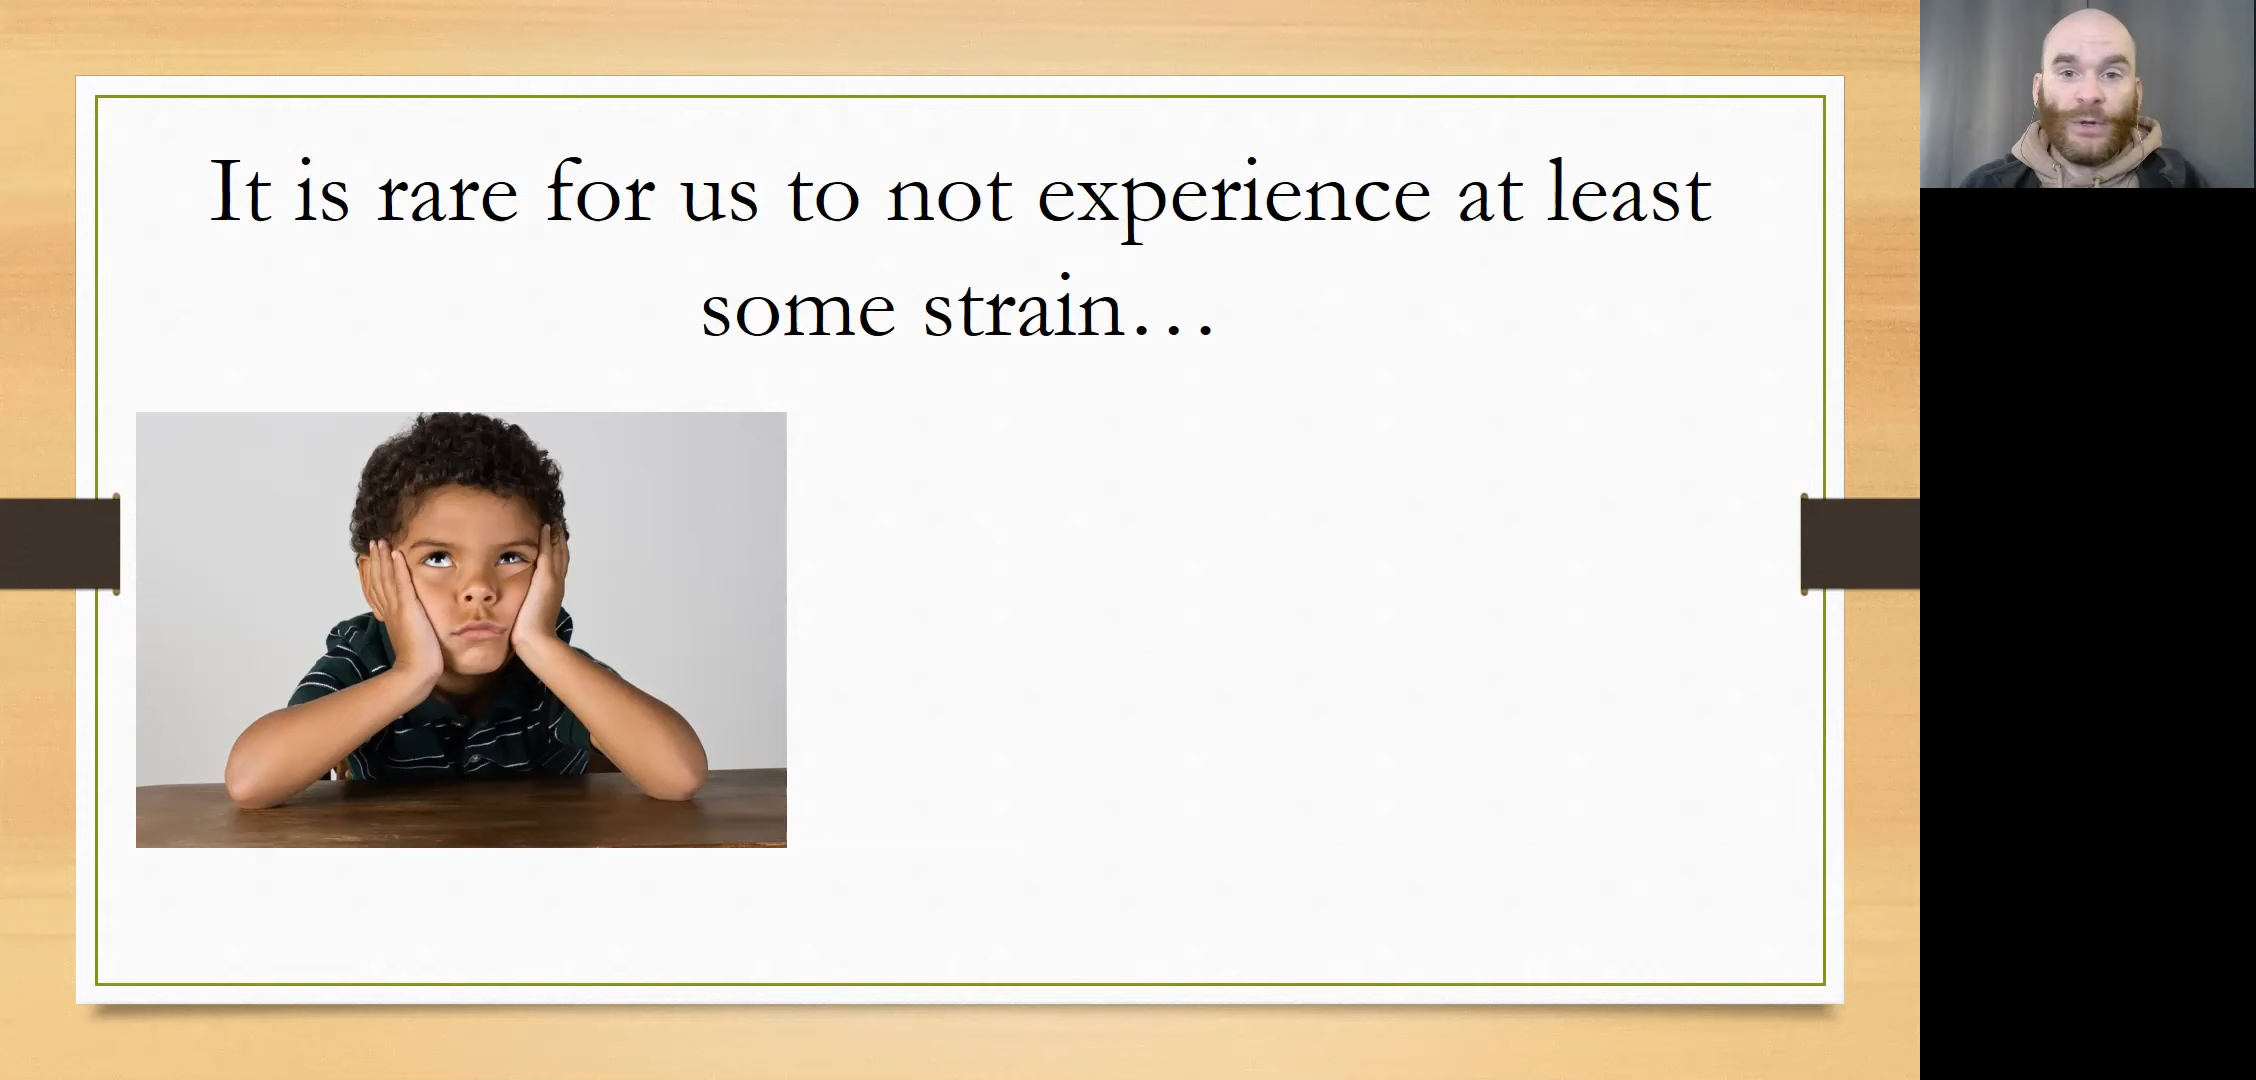 It is rare for us to not experience at least
some strain…